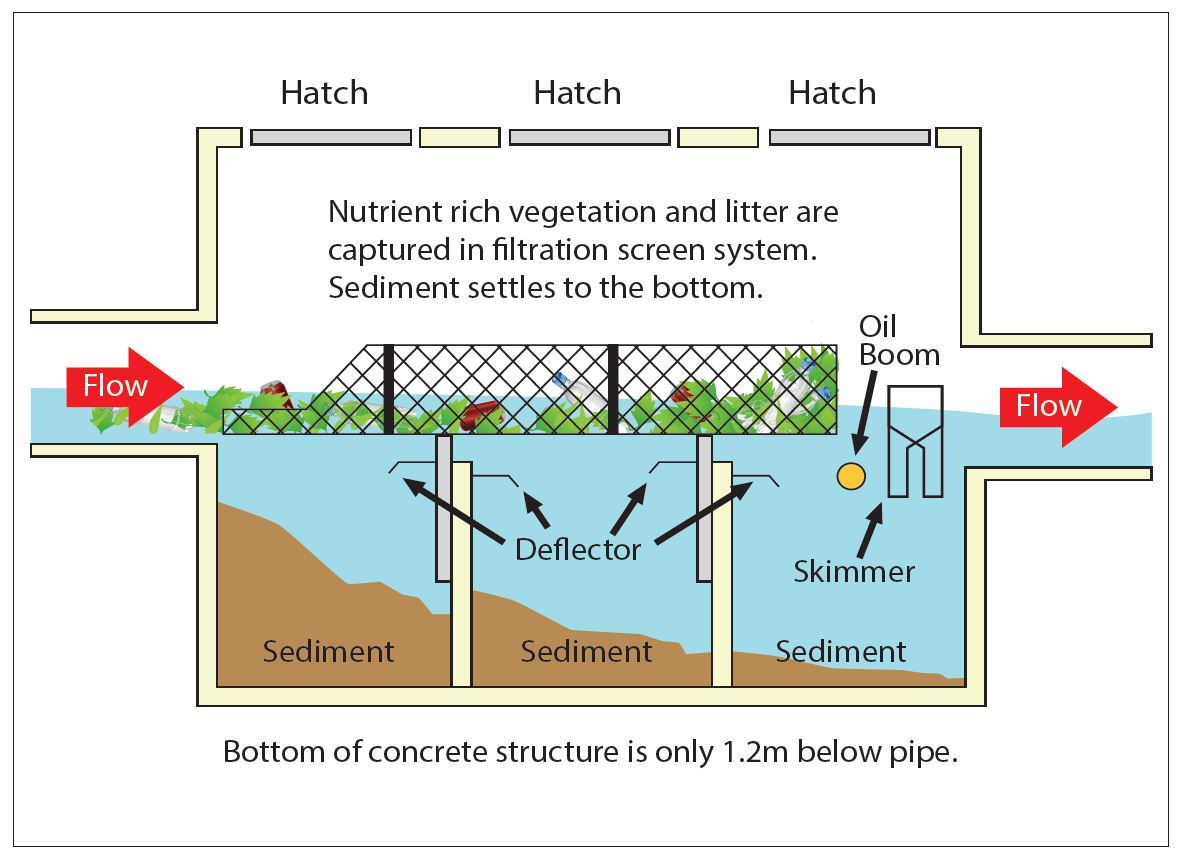 Hatch
Hatch
Hatch
Nutrient rich vegetation and litter are
captured in filtration screen system.
Sediment settles to the bottom.
Oil
Boom
Flow
Flow
Deflector
Skimmer
Sediment
Sediment
Sediment
Bottom of concrete structure is only 1.2m below pipe.